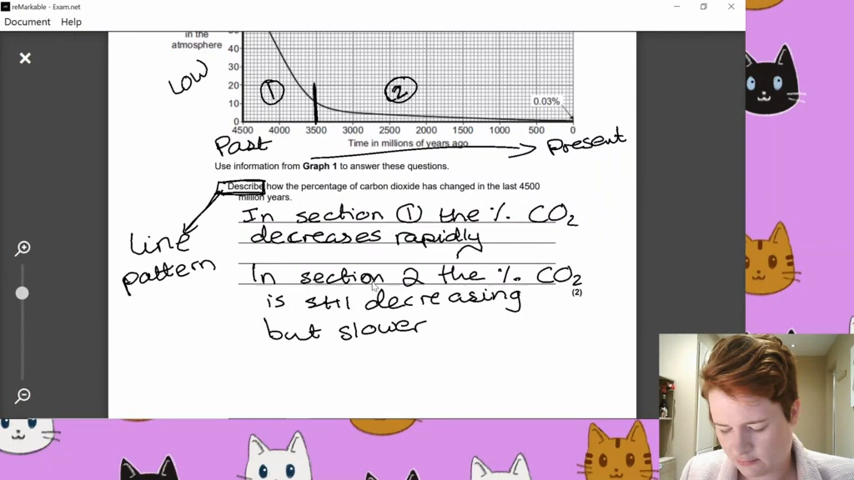 reMarkable - Exam.net
Document Help
in the
atmosphere
50
40
30
20
10
0
Low
①
②
0.03%
4500 4000 3500 3000 2500 2000 1500 1000 500 0
Past
Time in millions of years ago
Present
Use information from Graph 1 to answer these questions.
Describe how the percentage of carbon dioxide has changed in the last 4500
million years.
In section ① the % CO2
decreases rapidly
line
pattern
In section 2 the % CO2
(2)
is still decreasing
but slower